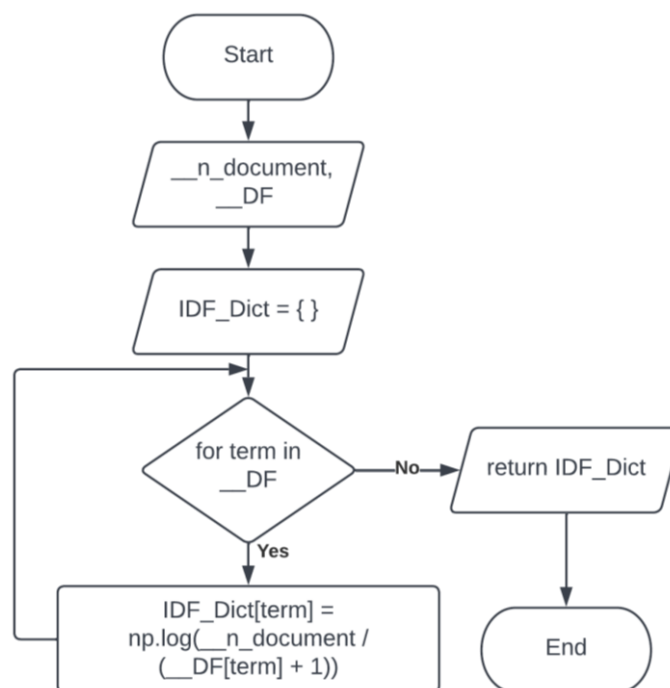 Start
__n_document,
__DF
IDF_Dict = { }
for term in
__DF
No
return IDF_Dict
Yes
IDF_Dict[term] =
np.log(__n_document /
(__DF[term] + 1))
End